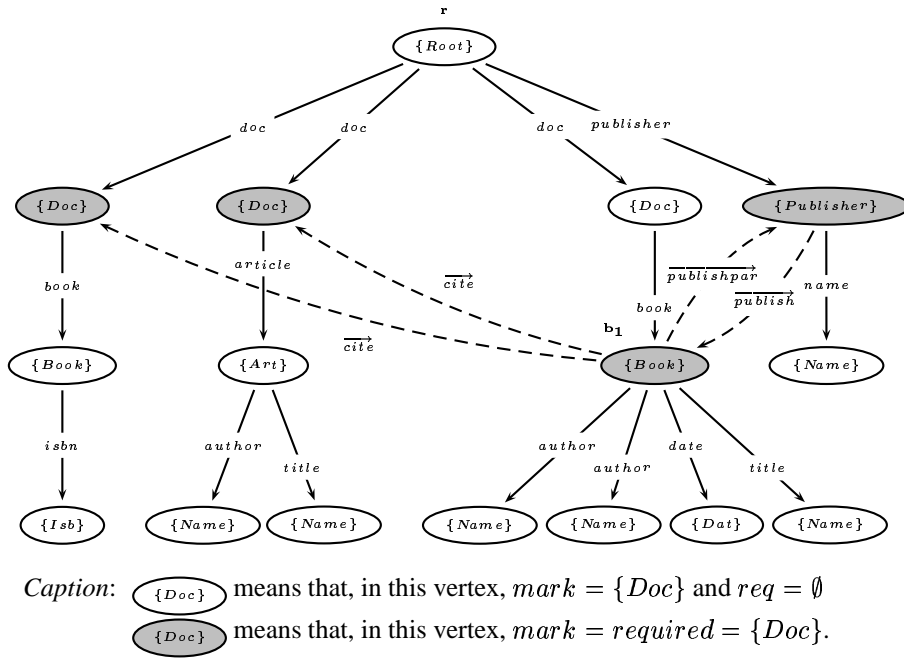 r
{Root}
doc doc doc publisher
{Doc} {Doc} {Doc} {Publisher}
book article cite publishpar name
cite book publish
b1
{Book} {Art} {Book} {Name}
isbn author title author author date title
{Isb} {Name} {Name} {Name} {Name} {Dat} {Name}
Caption: {Doc} means that, in this vertex, mark = {Doc} and req = ∅
{Doc} means that, in this vertex, mark = required = {Doc}.